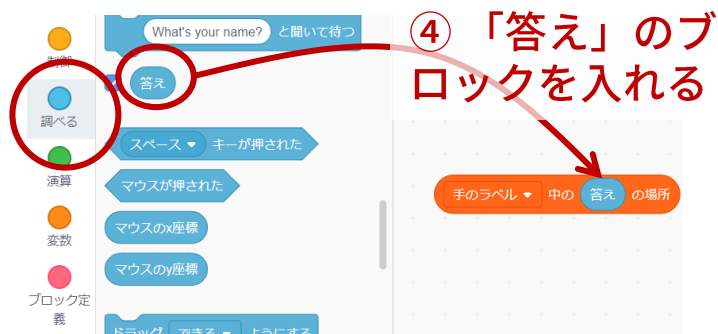 ④ 「答え」のブ
ロックを入れる
What's your name? と聞いて待つ
制御
答え
調べる
スペース キーが押された
演算
マウスが押された
手のラベル 中の 答え の場所
変数
マウスのx座標
マウスのy座標
ブロック定
義
ドラッグ できる ようにする